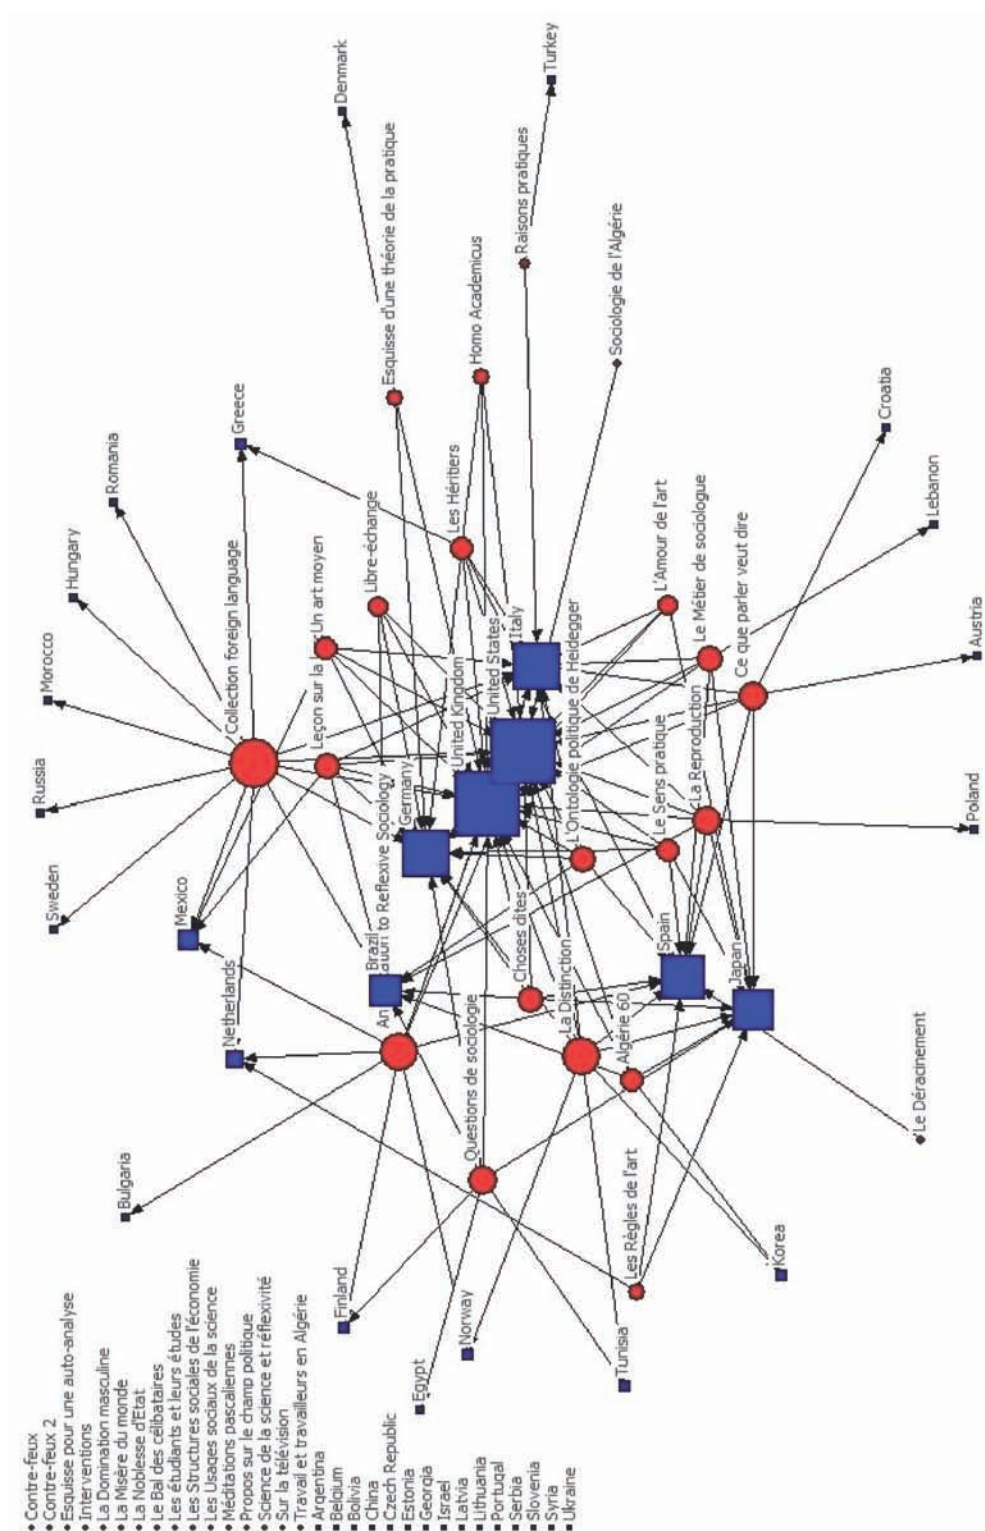 • Contre-feux
• Contre-feux 2
• Esquisse pour une auto-analyse
• Interventions
• La Domination masculine
• La Misère du monde
• La Noblesse d'Etat
• Le Bal des célibataires
• Les étudiants et leurs études
• Les Structures sociales de l'économie
• Les Usages sociaux de la science
• Méditations pascaliennes
• Propos sur le champ politique
• Science de la science et réflexivité
• Sur la télévision
• Travail et travailleurs en Algérie
▪ Argentina
▪ Belgium
▪ Bolivia
▪ China
▪ Czech Republic
▪ Estonia
▪ Georgia
▪ Israel
▪ Latvia
▪ Lithuania
▪ Portugal
▪ Serbia
▪ Slovenia
▪ Syria
▪ Ukraine
Sweden
Russia
Morocco
Hungary
Romania
Bulgaria
Mexico
Netherlands
Collection foreign language
Greece
Leçon sur la
Un art moyen
Denmark
Finland
Brazil
An
to Reflexive Sociology
Libre-échange
Esquisse d'une théorie de la pratique
Germany
Egypt
Norway
Questions de sociologie
United Kingdom
Les Héritiers
Homo Academicus
United States
Italy
Raisons pratiques
Turkey
Choses dites
La Distinction
L'Ontologie politique de Heidegger
Sociologie de l'Algérie
Tunisia
Les Règles de l'art
Algérie 60
Spain
Le Sens pratique
L'Amour de l'art
La Reproduction
Le Métier de sociologue
Japan
Ce que parler veut dire
Korea
Croatia
Le Déracinement
Lebanon
Poland
Austria